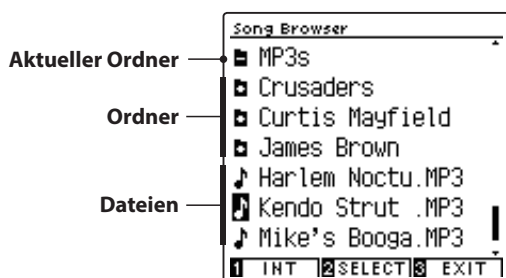 Song Browser
Aktueller Ordner
MP3s
Crusaders
Ordner
Curtis Mayfield
James Brown
Harlem Noctu.MP3
Dateien
Kendo Strut .MP3
Mike's Booga.MP3
1 INT 2 SELECT 3 EXIT